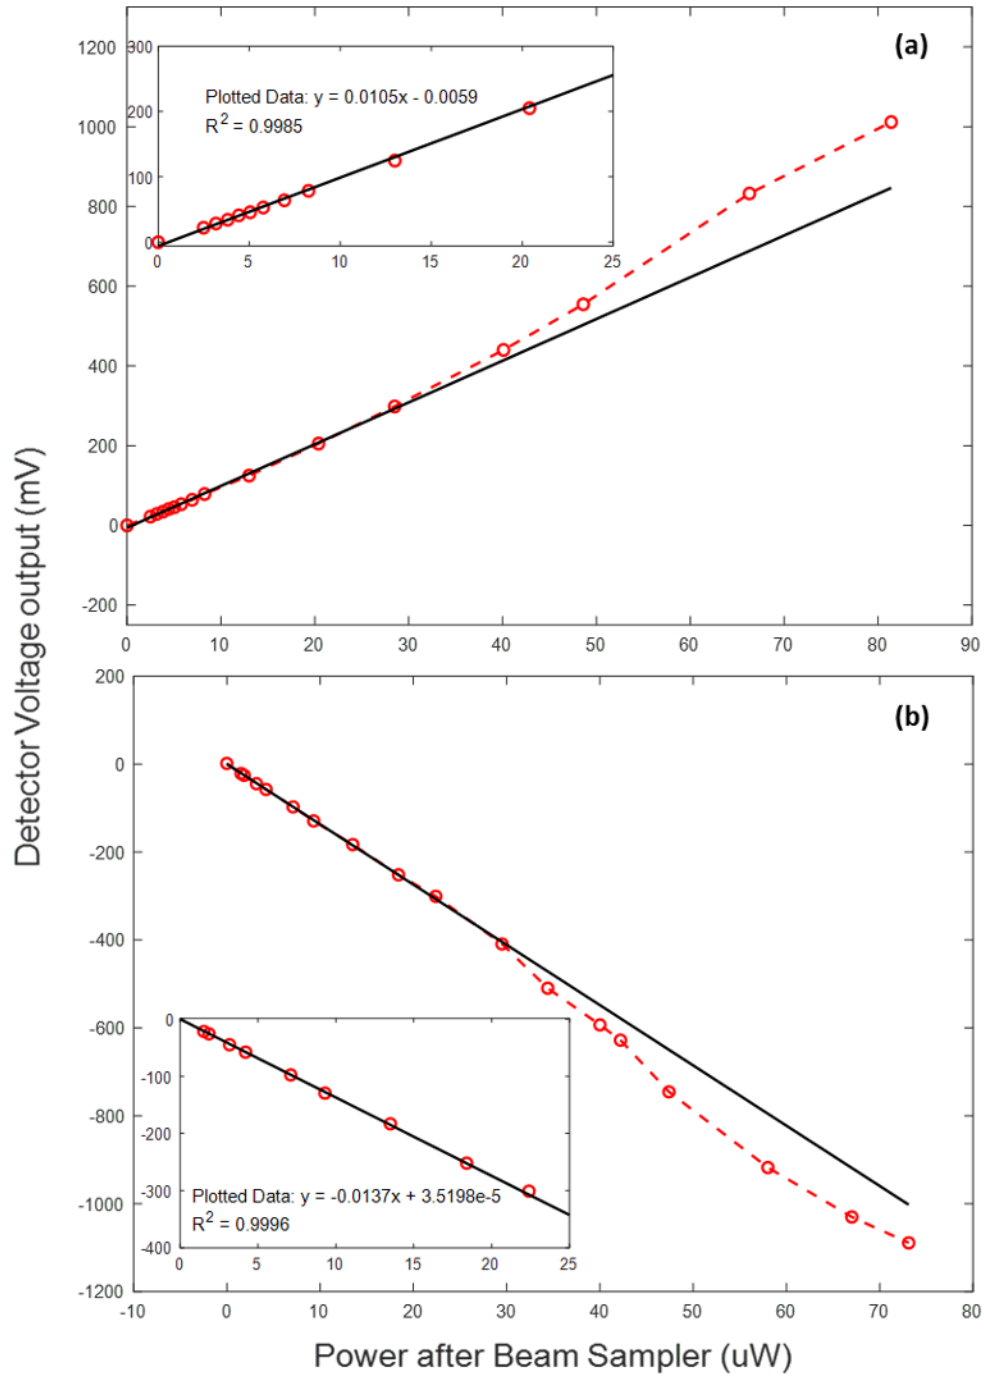 (a)
1200
1000
800
600
400
200
0
-200
0 10 20 30 40 50 60 70 80 90
300
200
100
0
0 5 10 15 20 25
Plotted Data: y = 0.0105x - 0.0059
R² = 0.9985
Detector Voltage output (mV)
(b)
200
0
-200
-400
-600
-800
-1000
-1200
-10 0 10 20 30 40 50 60 70 80
0
-100
-200
-300
-400
0 5 10 15 20 25
Plotted Data: y = -0.0137x + 3.5198e-5
R² = 0.9996
Power after Beam Sampler (uW)